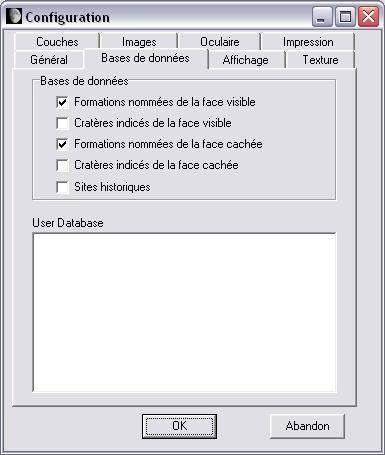 Configuration
Couches Images Oculaire Impression
Général Bases de données Affichage Texture
Bases de données
Formations nommées de la face visible
Cratères indicés de la face visible
Formations nommées de la face cachée
Cratères indicés de la face cachée
Sites historiques
User Database
OK Abandon